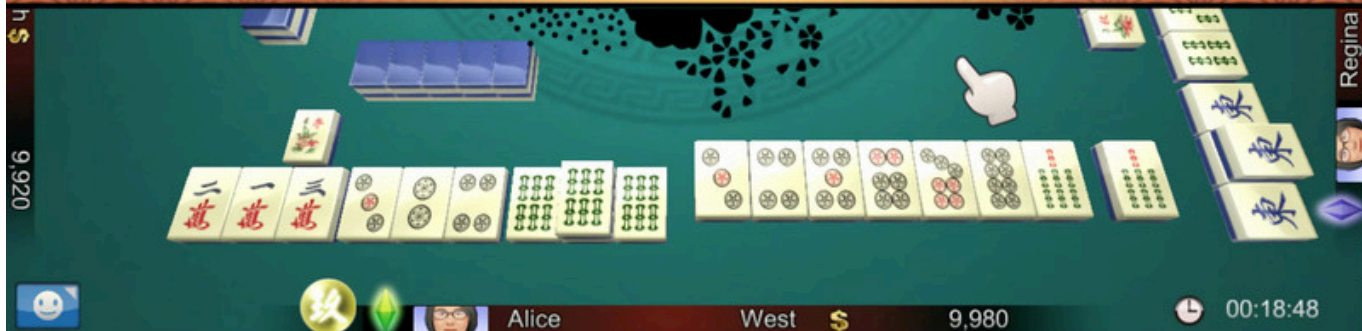 h $
9,920
Regina
二萬 一萬 三萬
東
東
東
玖
Alice West $ 9,980
00:18:48